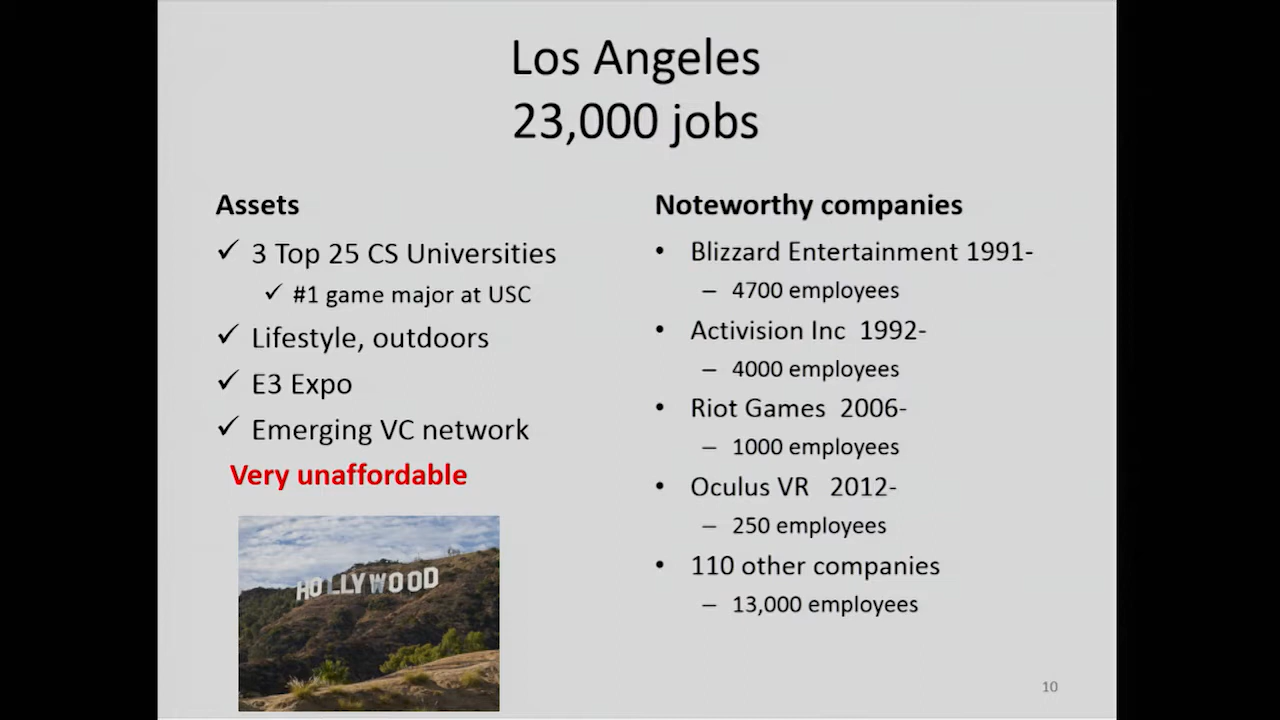 Los Angeles
23,000 jobs
Assets
✓ 3 Top 25 CS Universities
✓ #1 game major at USC
✓ Lifestyle, outdoors
✓ E3 Expo
✓ Emerging VC network
Very unaffordable
HOLLYWOOD
Noteworthy companies
• Blizzard Entertainment 1991-
– 4700 employees
• Activision Inc 1992-
– 4000 employees
• Riot Games 2006-
– 1000 employees
• Oculus VR 2012-
– 250 employees
• 110 other companies
– 13,000 employees
10